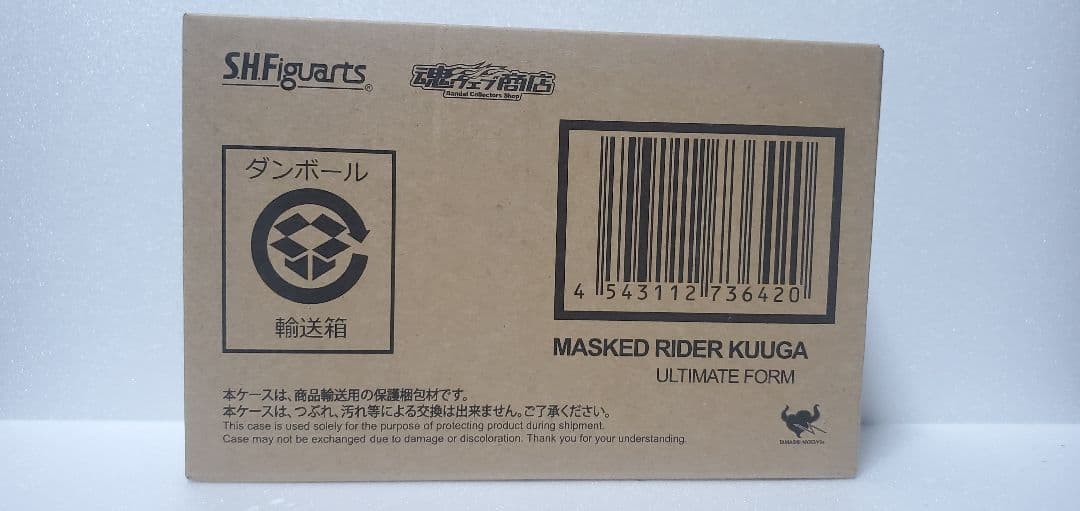 S.H.Figuarts®
魂ウェブ商店
Bandai Collectors Shop
ダンボール
輸送箱
4 543112 736420
MASKED RIDER KUUGA
ULTIMATE FORM
本ケースは、商品輸送用の保護梱包材です。
本ケースは、つぶれ、汚れ等による交換は出来ません。ご了承ください。
This case is used solely for the purpose of protecting product during shipment.
Case may not be exchanged due to damage or discoloration. Thank you for your understanding.
TAMASHII NATIONS